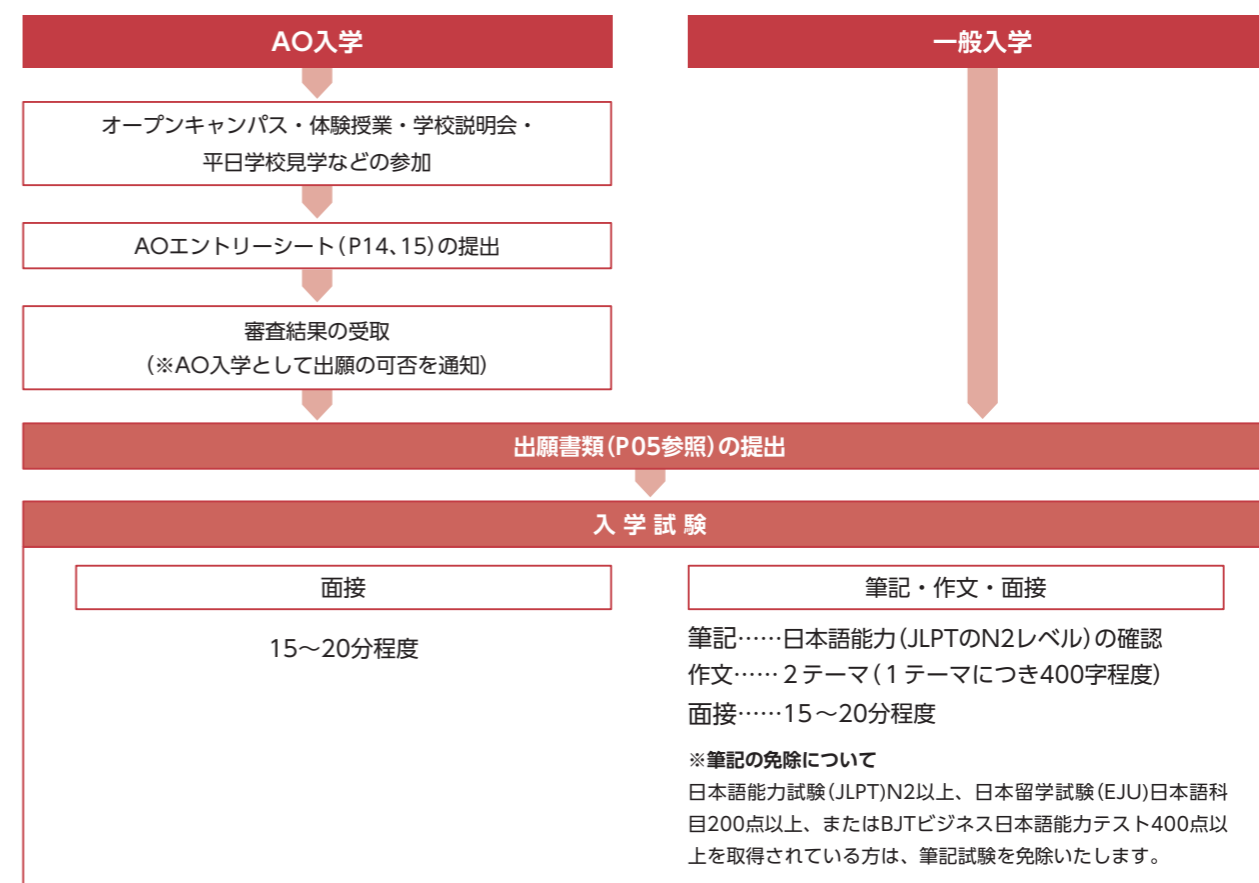 AO入学
オープンキャンパス・体験授業・学校説明会・
平日学校見学などの参加
AOエントリーシート(P14、15)の提出
審査結果の受取
(※AO入学として出願の可否を通知)
一般入学
出願書類(P05参照)の提出
入学試験
面接
15～20分程度
筆記・作文・面接
筆記……日本語能力(JLPTのN2レベル)の確認
作文……２テーマ(１テーマにつき400字程度)
面接……15～20分程度
※筆記の免除について
日本語能力試験(JLPT)N2以上、日本留学試験(EJU)日本語科
目200点以上、またはBJTビジネス日本語能力テスト400点以
上を取得されている方は、筆記試験を免除いたします。